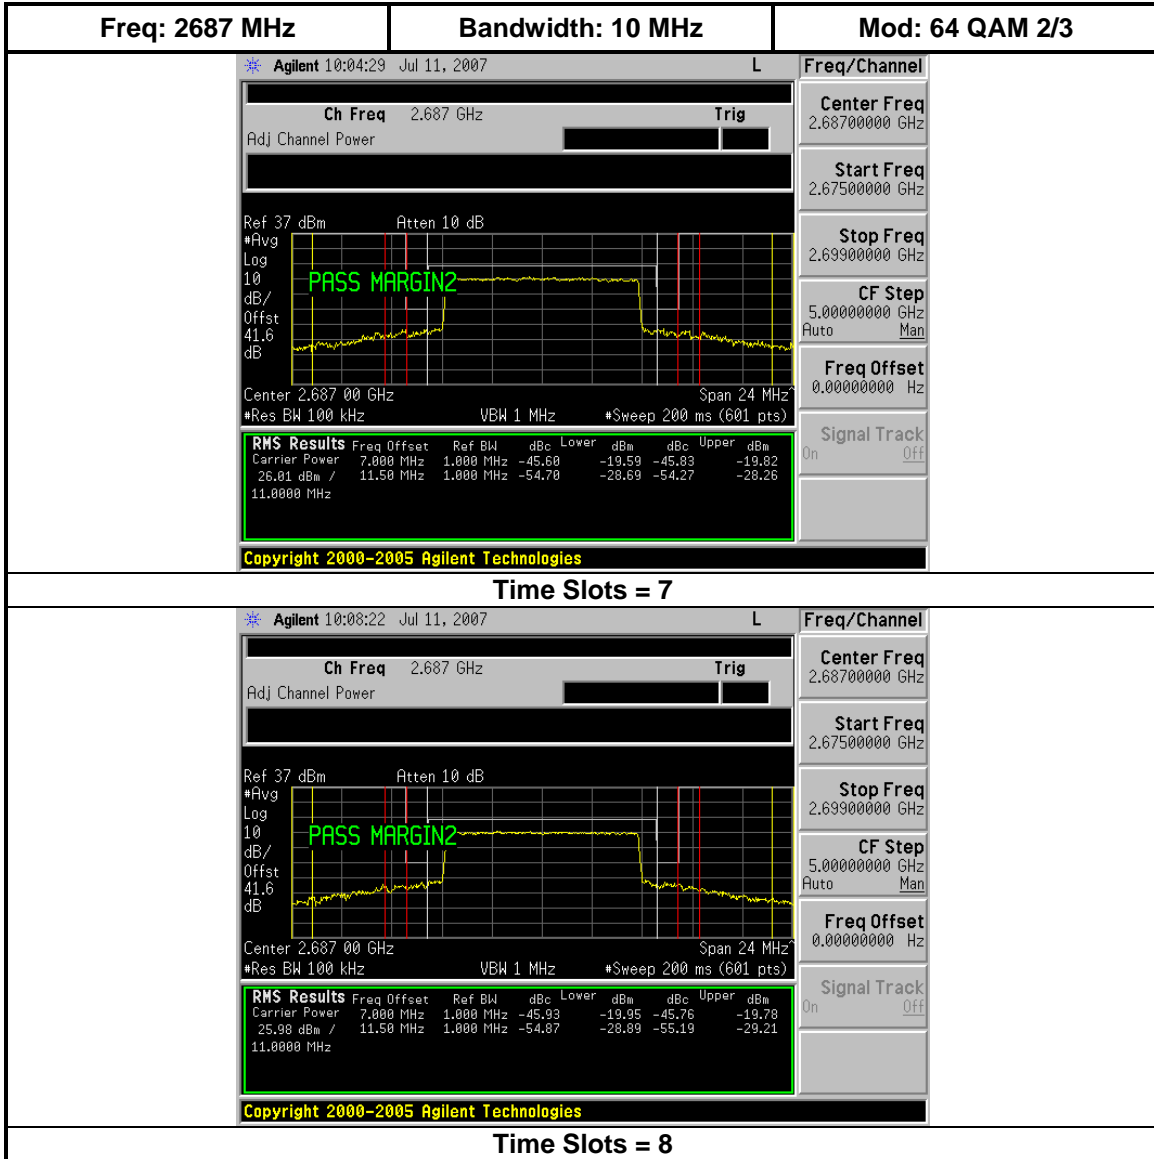 Freq: 2687 MHz Bandwidth: 10 MHz Mod: 64 QAM 2/3
Agilent 10:04:29 Jul 11, 2007 L Freq/Channel
Ch Freq 2.687 GHz Trig
Adj Channel Power
Center Freq
2.68700000 GHz
Start Freq
2.67500000 GHz
Stop Freq
2.69900000 GHz
CF Step
5.00000000 GHz
Auto Man
Freq Offset
0.00000000 Hz
Signal Track
On Off
Ref 37 dBm Atten 10 dB
#Avg
Log
10
dB/
Offst
41.6
dB
PASS MARGIN2
Center 2.687 00 GHz Span 24 MHz^
#Res BW 100 kHz VBW 1 MHz #Sweep 200 ms (601 pts)
RMS Results Freq Offset Ref BW dBc Lower dBm dBc Upper dBm
Carrier Power 7.000 MHz 1.000 MHz -45.60 -19.59 -45.83 -19.82
26.01 dBm / 11.50 MHz 1.000 MHz -54.70 -28.69 -54.27 -28.26
11.0000 MHz
Copyright 2000-2005 Agilent Technologies
Time Slots = 7
Agilent 10:08:22 Jul 11, 2007 L Freq/Channel
Ch Freq 2.687 GHz Trig
Adj Channel Power
Center Freq
2.68700000 GHz
Start Freq
2.67500000 GHz
Stop Freq
2.69900000 GHz
CF Step
5.00000000 GHz
Auto Man
Freq Offset
0.00000000 Hz
Signal Track
On Off
Ref 37 dBm Atten 10 dB
#Avg
Log
10
dB/
Offst
41.6
dB
PASS MARGIN2
Center 2.687 00 GHz Span 24 MHz^
#Res BW 100 kHz VBW 1 MHz #Sweep 200 ms (601 pts)
RMS Results Freq Offset Ref BW dBc Lower dBm dBc Upper dBm
Carrier Power 7.000 MHz 1.000 MHz -45.93 -19.95 -45.76 -19.78
25.98 dBm / 11.50 MHz 1.000 MHz -54.87 -28.89 -55.19 -29.21
11.0000 MHz
Copyright 2000-2005 Agilent Technologies
Time Slots = 8